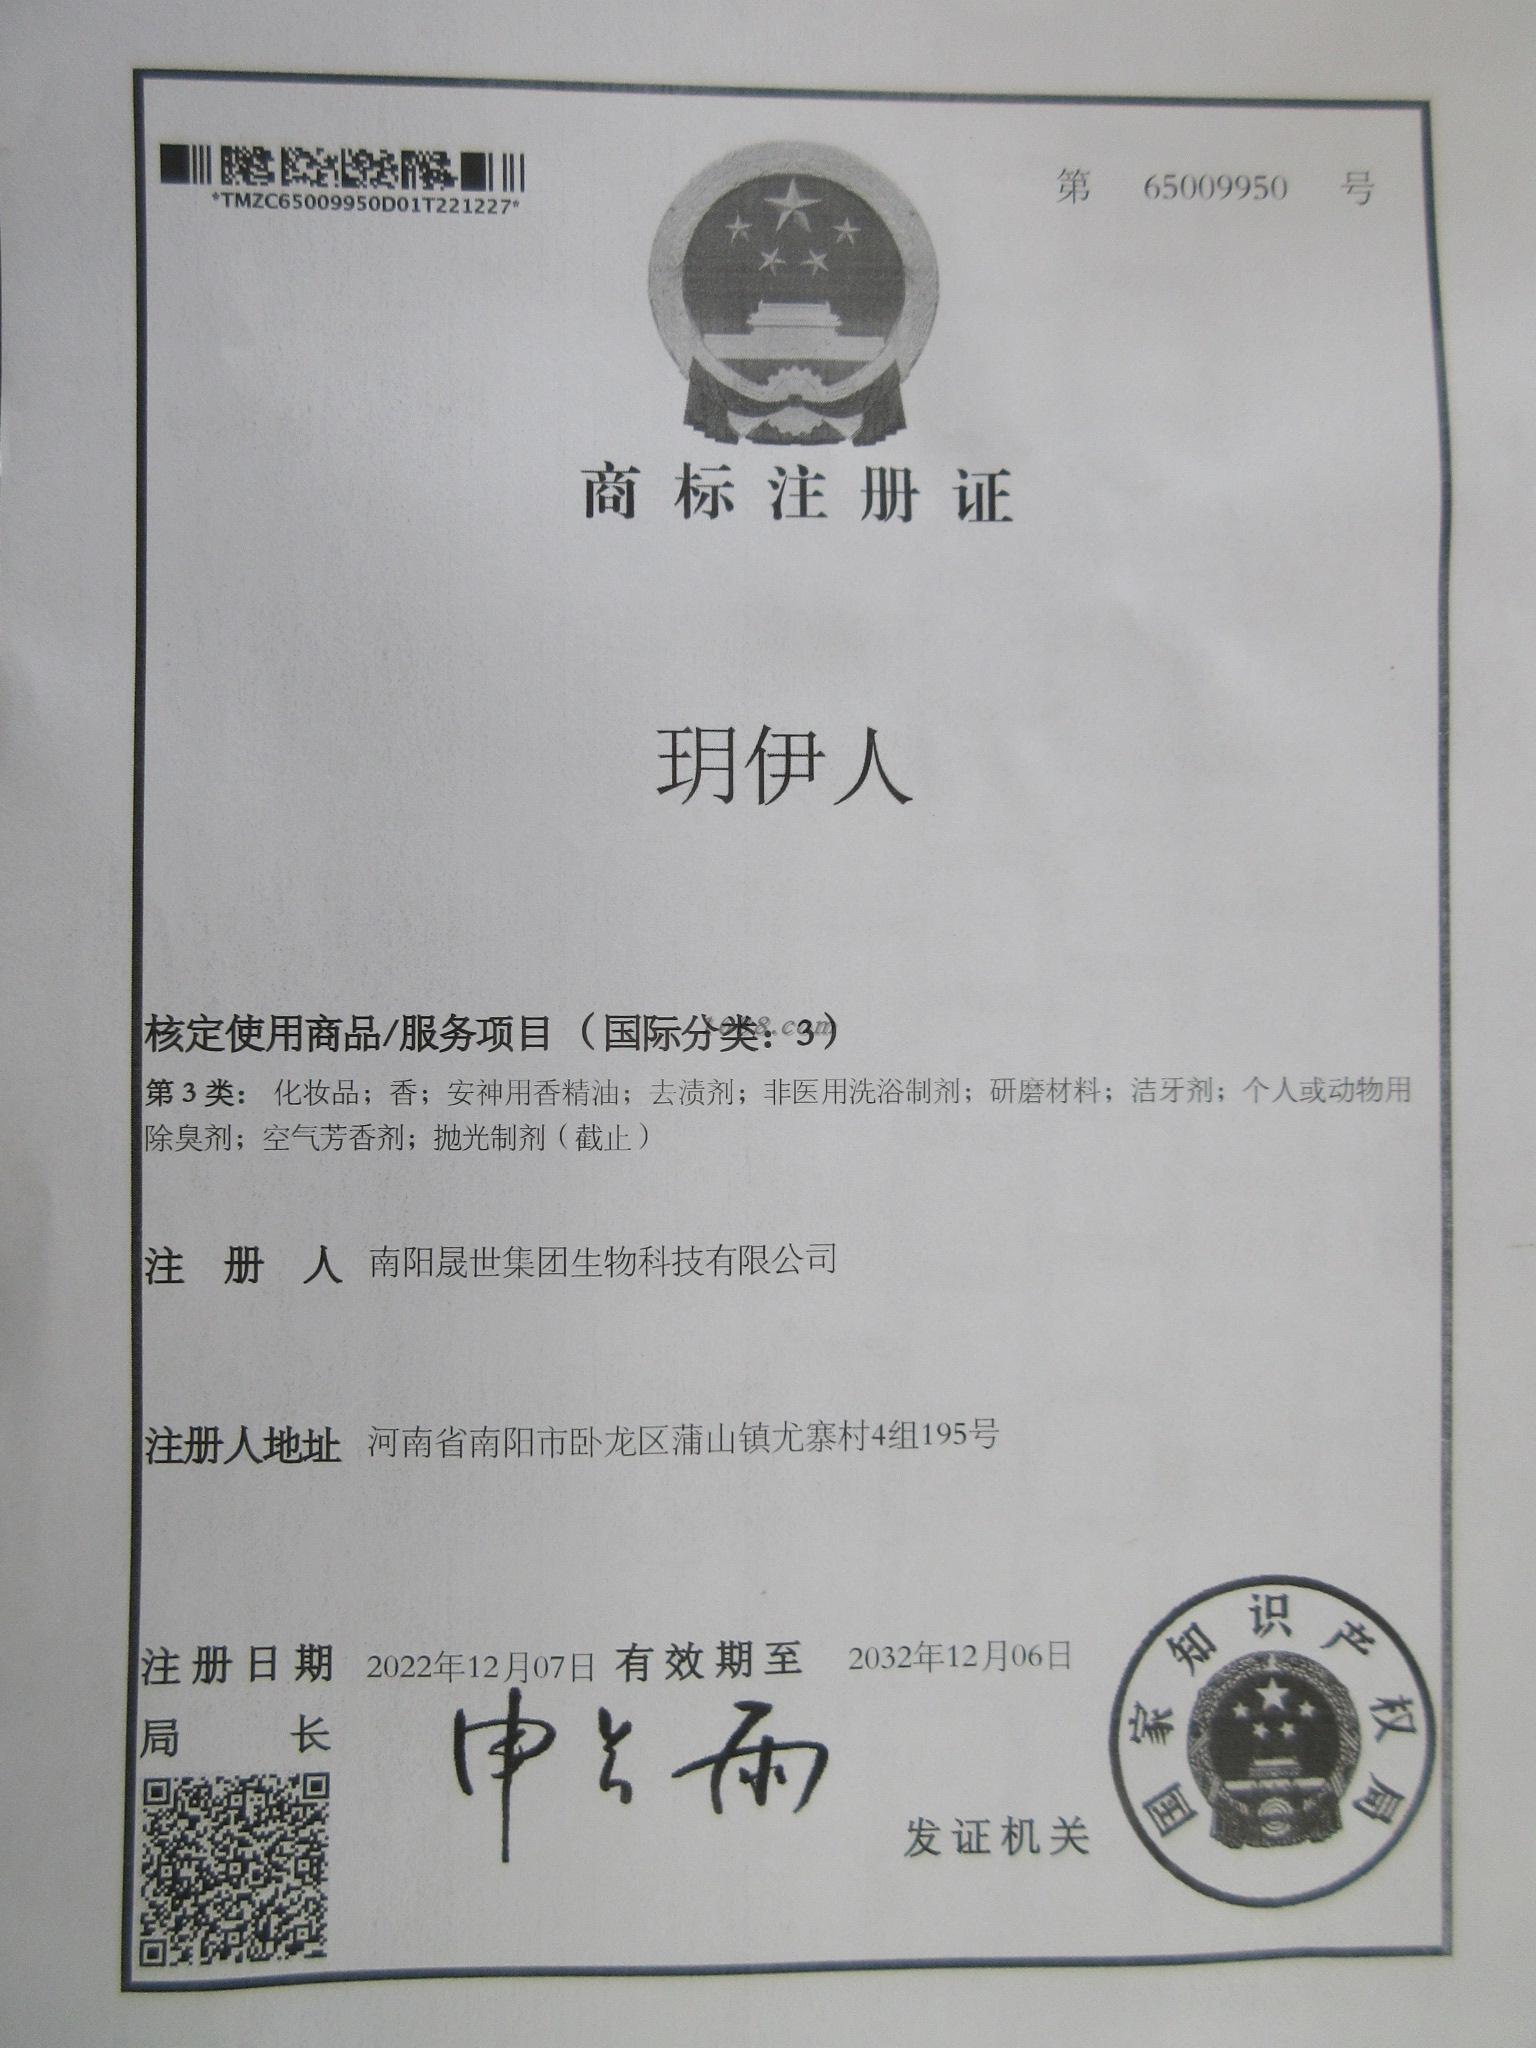 *TMZC65009950D01T221227*
第 65009950 号
商标注册证
玥伊人
核定使用商品/服务项目（国际分类：3）
第 3 类： 化妆品；香；安神用香精油；去渍剂；非医用洗浴制剂；研磨材料；洁牙剂；个人或动物用
除臭剂；空气芳香剂；抛光制剂（截止）
注 册 人 南阳晟世集团生物科技有限公司
注册人地址 河南省南阳市卧龙区蒲山镇尤寨村4组195号
注册日期 2022年12月07日 有效期至 2032年12月06日
局 长 申长雨
发证机关
国家知识产权局